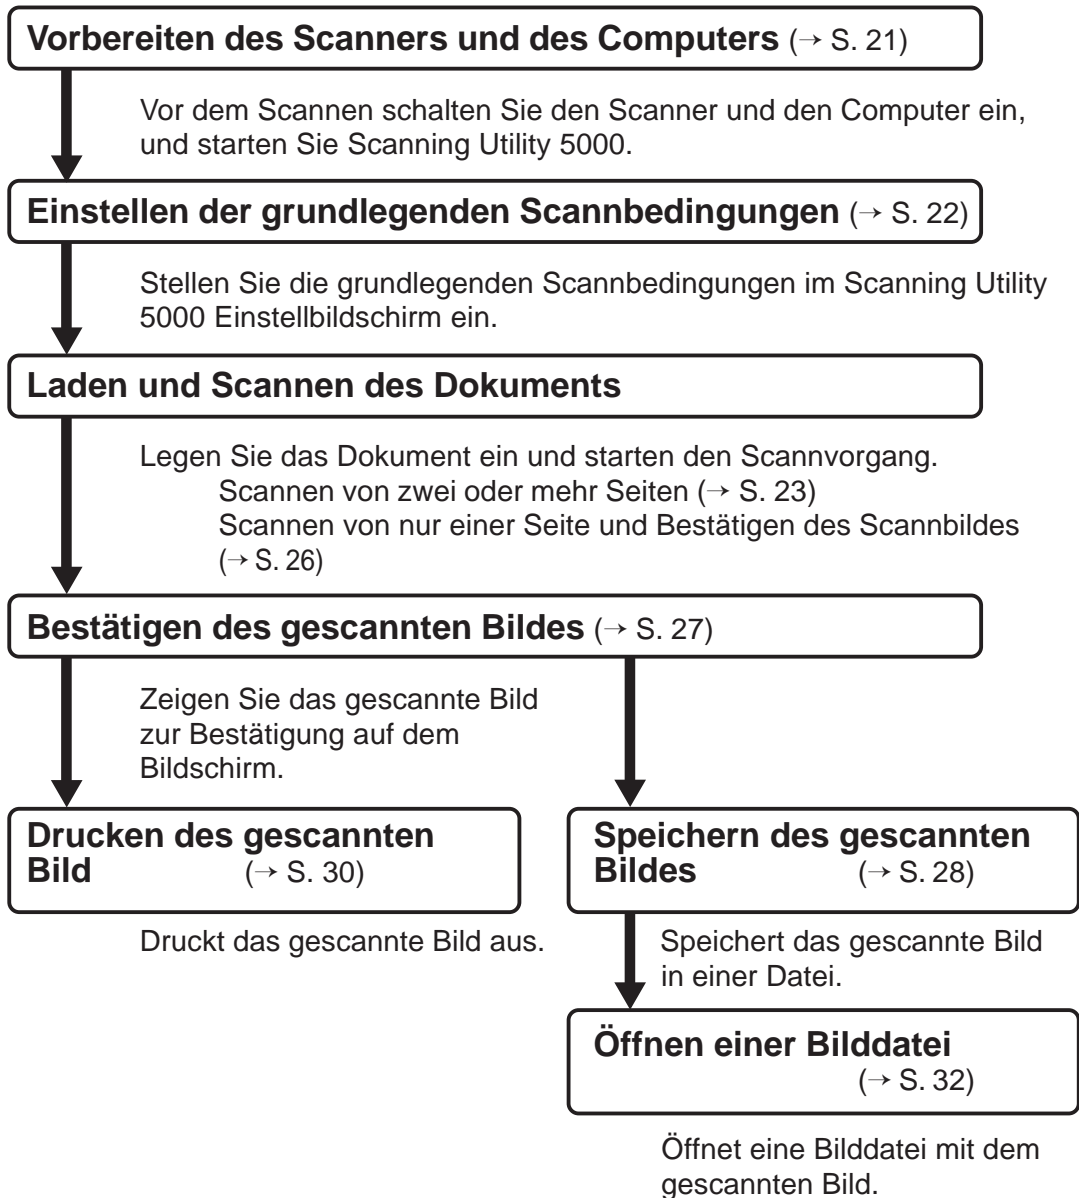 Vorbereiten des Scanners und des Computers (→ S. 21)
Vor dem Scannen schalten Sie den Scanner und den Computer ein,
und starten Sie Scanning Utility 5000.
Einstellen der grundlegenden Scannbedingungen (→ S. 22)
Stellen Sie die grundlegenden Scannbedingungen im Scanning Utility
5000 Einstellbildschirm ein.
Laden und Scannen des Dokuments
Legen Sie das Dokument ein und starten den Scannvorgang.
Scannen von zwei oder mehr Seiten (→ S. 23)
Scannen von nur einer Seite und Bestätigen des Scannbildes
(→ S. 26)
Bestätigen des gescannten Bildes (→ S. 27)
Zeigen Sie das gescannte Bild
zur Bestätigung auf dem
Bildschirm.
Drucken des gescannten
Bild (→ S. 30)
Druckt das gescannte Bild aus.
Speichern des gescannten
Bildes (→ S. 28)
Speichert das gescannte Bild
in einer Datei.
Öffnen einer Bilddatei
(→ S. 32)
Öffnet eine Bilddatei mit dem
gescannten Bild.